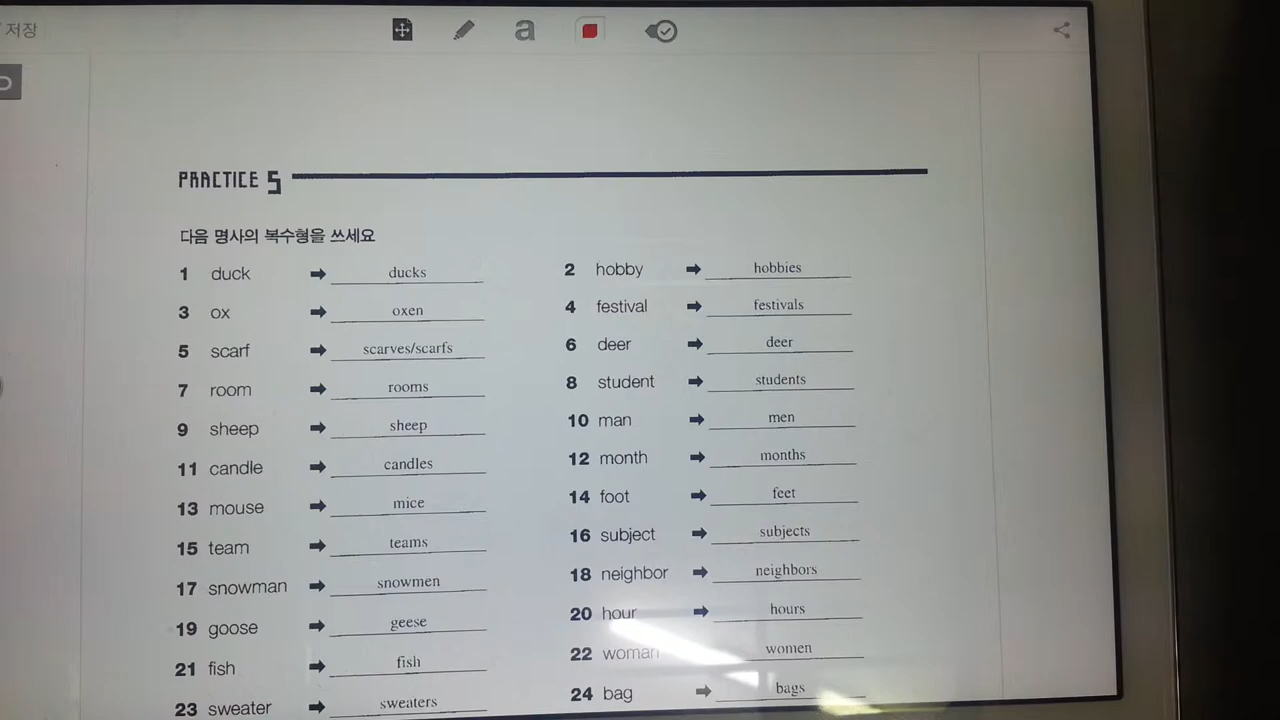 저장
a
PRACTICE 5
다음 명사의 복수형을 쓰세요
1 duck ➡ ducks 2 hobby ➡ hobbies
3 ox ➡ oxen 4 festival ➡ festivals
5 scarf ➡ scarves/scarfs 6 deer ➡ deer
7 room ➡ rooms 8 student ➡ students
9 sheep ➡ sheep 10 man ➡ men
11 candle ➡ candles 12 month ➡ months
13 mouse ➡ mice 14 foot ➡ feet
15 team ➡ teams 16 subject ➡ subjects
17 snowman ➡ snowmen 18 neighbor ➡ neighbors
19 goose ➡ geese 20 hour ➡ hours
21 fish ➡ fish 22 woman women
23 sweater ➡ sweaters 24 bag ➡ bags